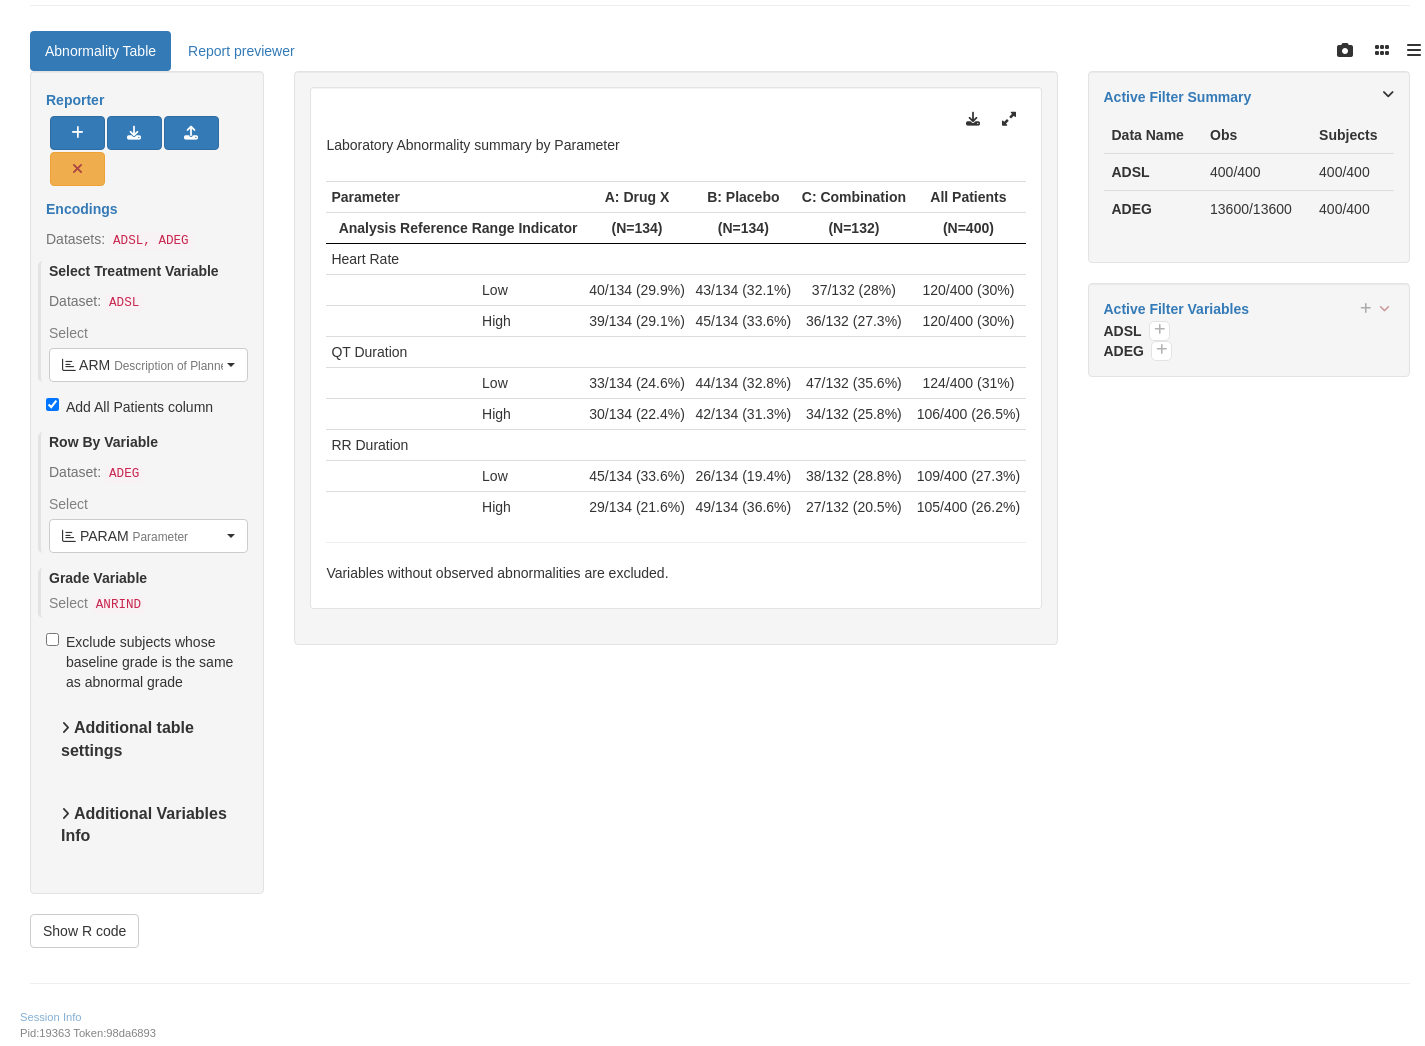 Abnormality Table
Report previewer
Reporter
Encodings
Datasets: ADSL, ADEG
Select Treatment Variable
Dataset: ADSL
Select
ARM Description of Planne
Add All Patients column
Row By Variable
Dataset: ADEG
Select
PARAM Parameter
Grade Variable
Select ANRIND
Exclude subjects whose
baseline grade is the same
as abnormal grade
Additional table
settings
Additional Variables
Info
Show R code
Laboratory Abnormality summary by Parameter
Parameter A: Drug X B: Placebo C: Combination All Patients
Analysis Reference Range Indicator (N=134) (N=134) (N=132) (N=400)
Heart Rate
Low 40/134 (29.9%) 43/134 (32.1%) 37/132 (28%) 120/400 (30%)
High 39/134 (29.1%) 45/134 (33.6%) 36/132 (27.3%) 120/400 (30%)
QT Duration
Low 33/134 (24.6%) 44/134 (32.8%) 47/132 (35.6%) 124/400 (31%)
High 30/134 (22.4%) 42/134 (31.3%) 34/132 (25.8%) 106/400 (26.5%)
RR Duration
Low 45/134 (33.6%) 26/134 (19.4%) 38/132 (28.8%) 109/400 (27.3%)
High 29/134 (21.6%) 49/134 (36.6%) 27/132 (20.5%) 105/400 (26.2%)
Variables without observed abnormalities are excluded.
Active Filter Summary
Data Name Obs Subjects
ADSL 400/400 400/400
ADEG 13600/13600 400/400
Active Filter Variables
ADSL
ADEG
Session Info
Pid:19363 Token:98da6893